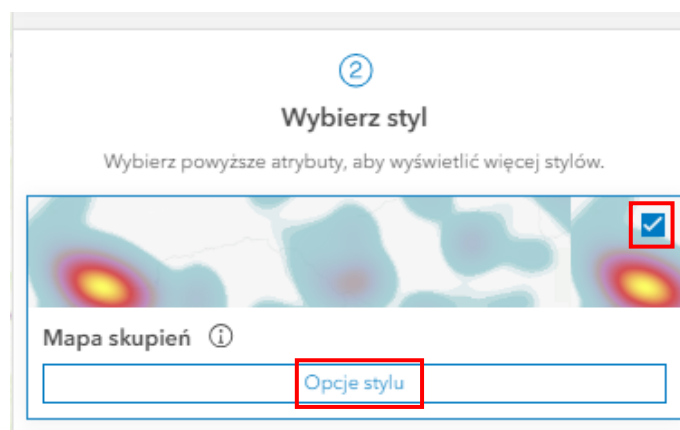 2
Wybierz styl
Wybierz powyższe atrybuty, aby wyświetlić więcej stylów.
Mapa skupień
Opcje stylu